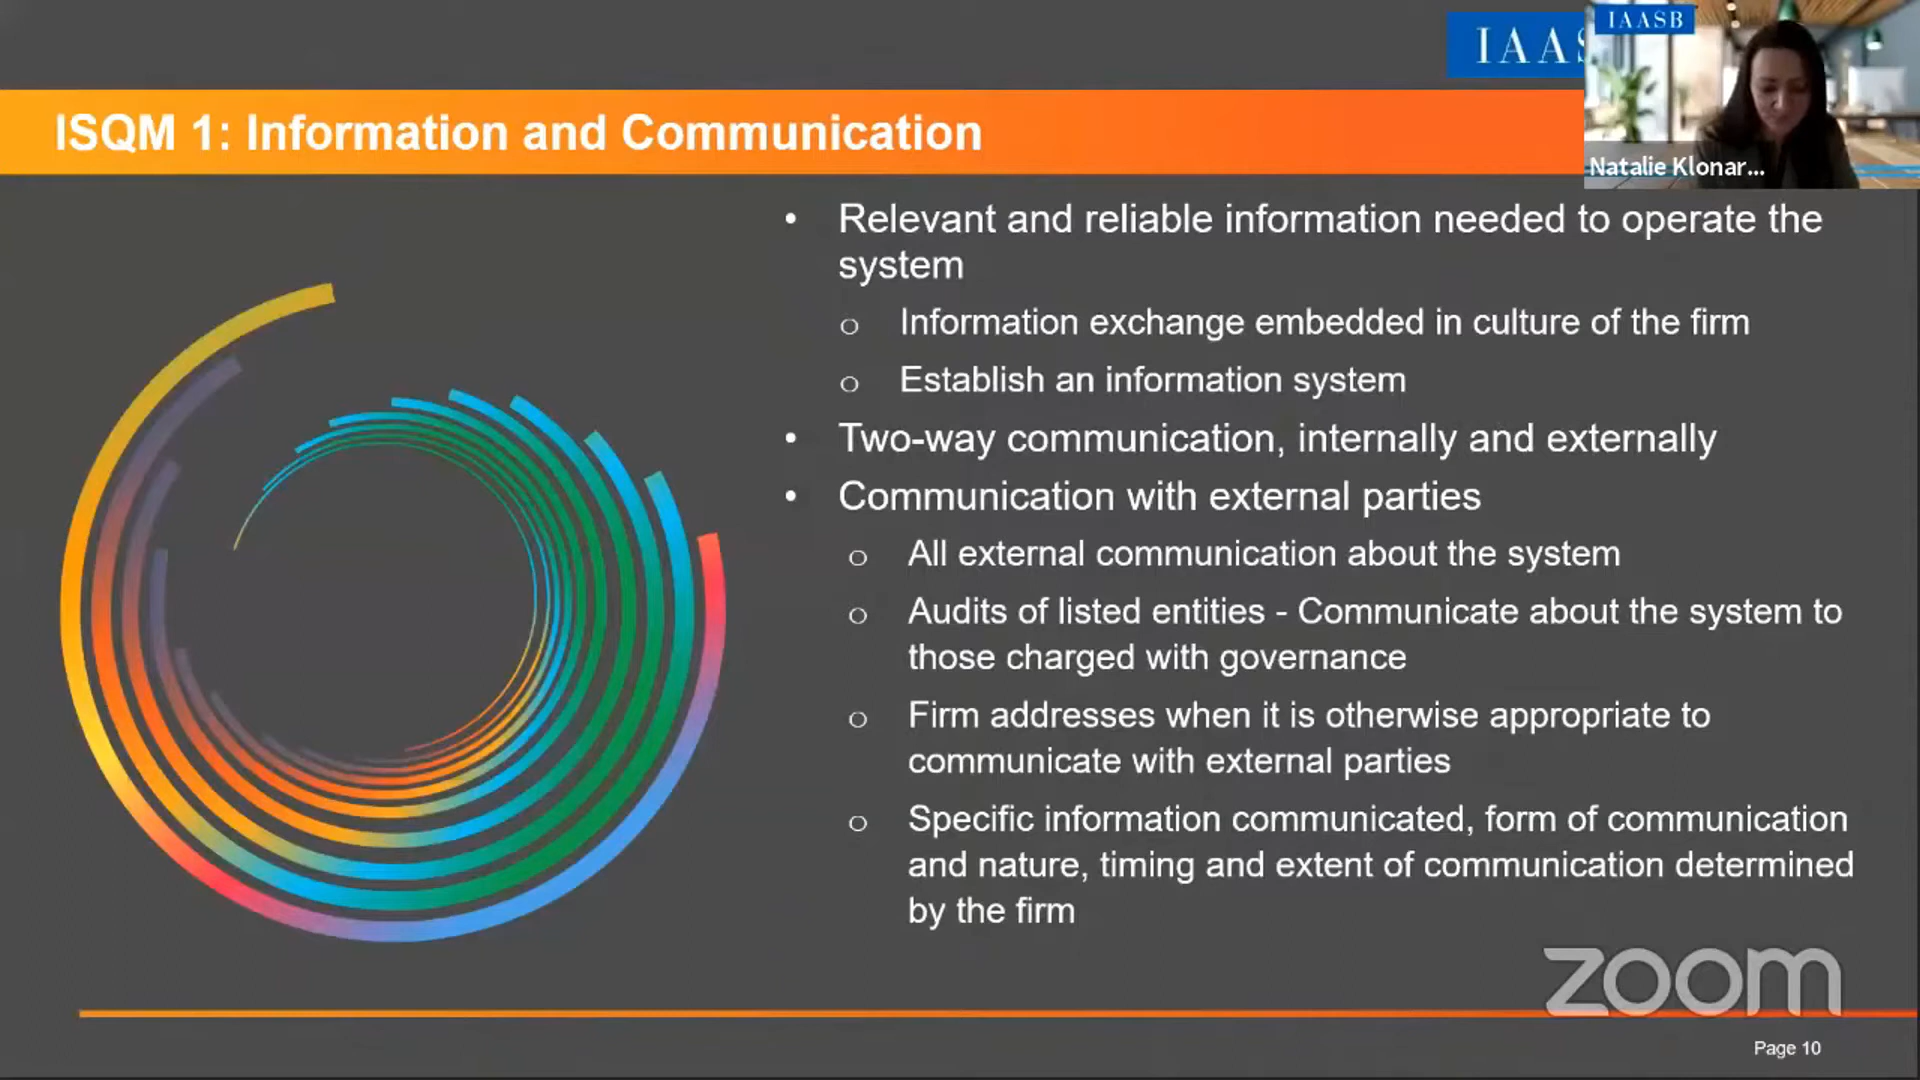 IAAS
IAASB
ISQM 1: Information and Communication
Natalie Klonar...
• Relevant and reliable information needed to operate the
system
o Information exchange embedded in culture of the firm
o Establish an information system
• Two-way communication, internally and externally
• Communication with external parties
o All external communication about the system
o Audits of listed entities - Communicate about the system to
those charged with governance
o Firm addresses when it is otherwise appropriate to
communicate with external parties
o Specific information communicated, form of communication
and nature, timing and extent of communication determined
by the firm
zoom
Page 10